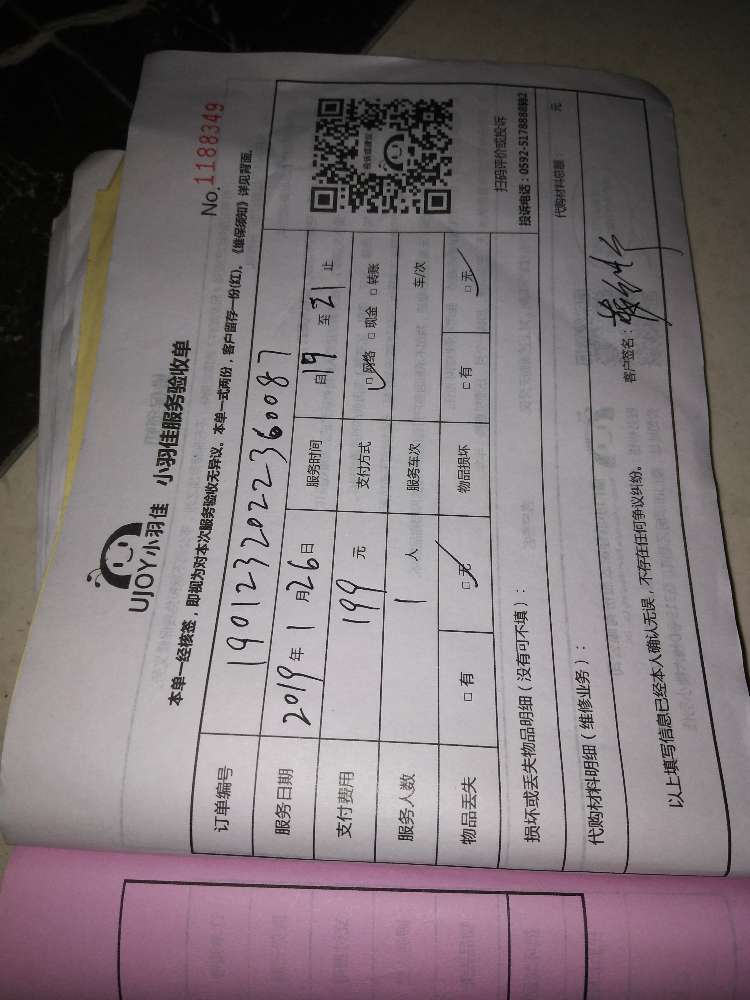 UJOY小羽佳 小羽佳服务验收单
No.1188349
本单一经核签，即视为对本次服务验收无异议。本单一式两份，客户留存一份(红)。《维保须知》详见背面。
订单编号 190123202236 0087
服务日期 2019年1月26日 服务时间 自19至21止
支付费用 199元 支付方式 □网络 □现金 □转账
服务人数 1人 服务车次 车/次
物品丢失 □有 □无 物品损坏 □有 □无
扫码评价或投诉
投诉电话：0592-5178888转2
损坏或丢失物品明细（没有可不填）：
代购材料明细（维修业务）： 代购材料总额： 元
以上填写信息已经本人确认无误，不存在任何争议纠纷。 客户签名：